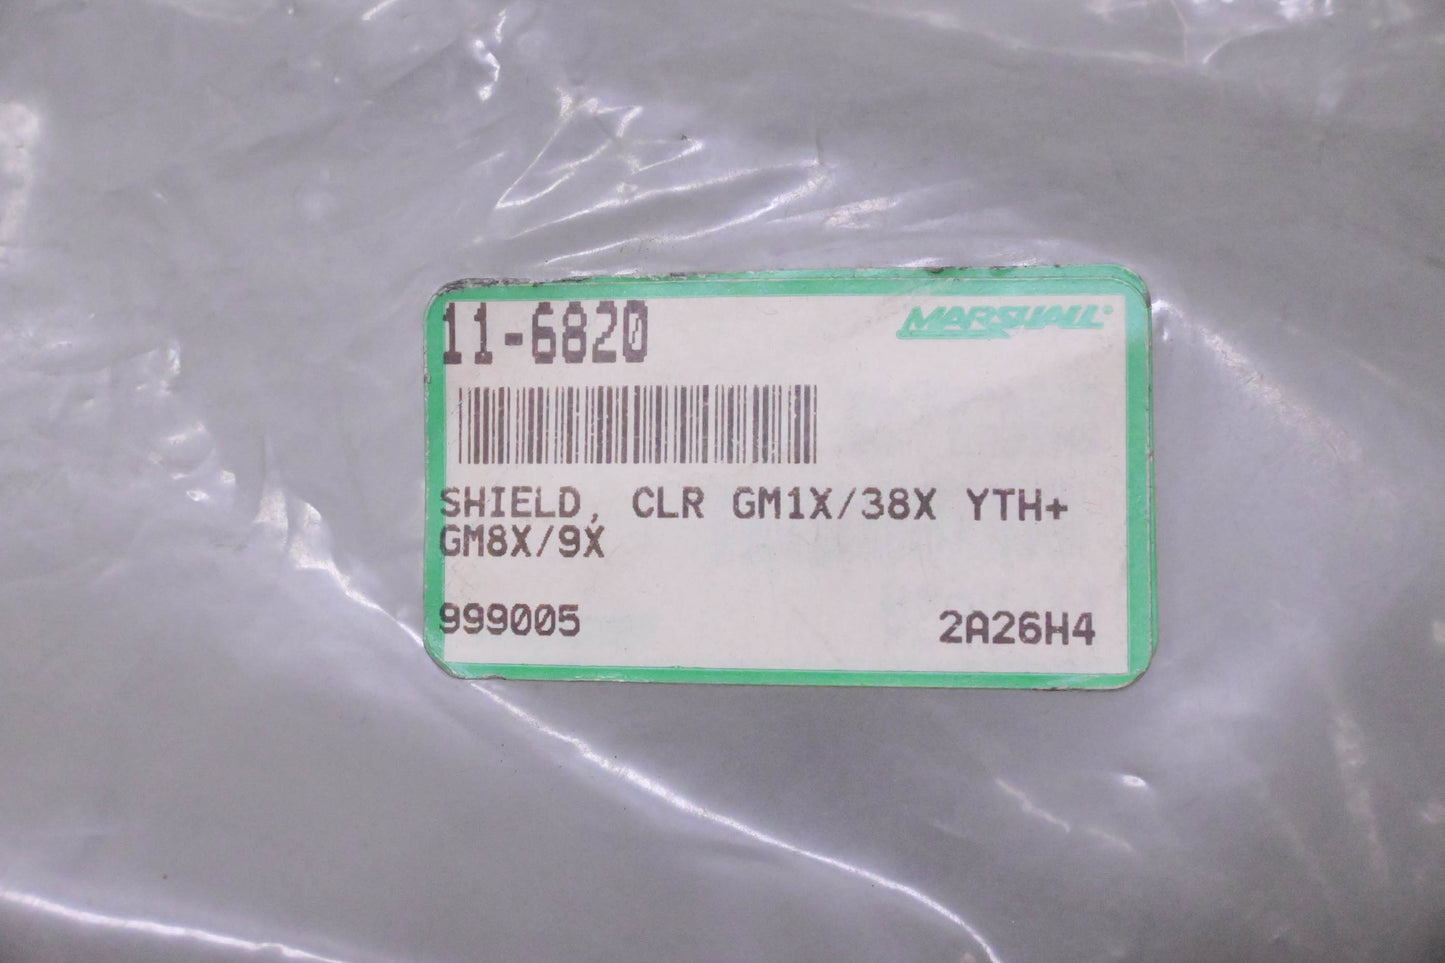 11-6820 MARSHALL®
SHIELD, CLR GM1X/38X YTH+
GM8X/9X
999005 2A26H4